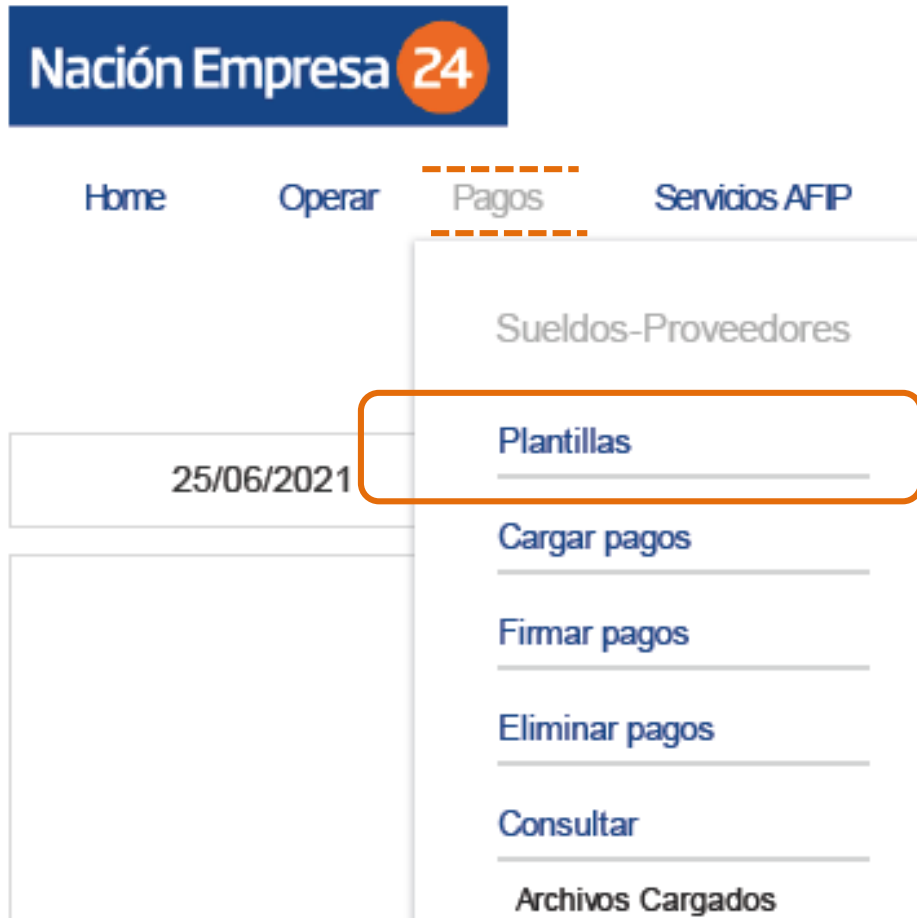 Nación Empresa 24
Home Operar Pagos Servicios AFIP
Sueldos-Proveedores
Plantillas
25/06/2021
Cargar pagos
Firmar pagos
Eliminar pagos
Consultar
Archivos Cargados